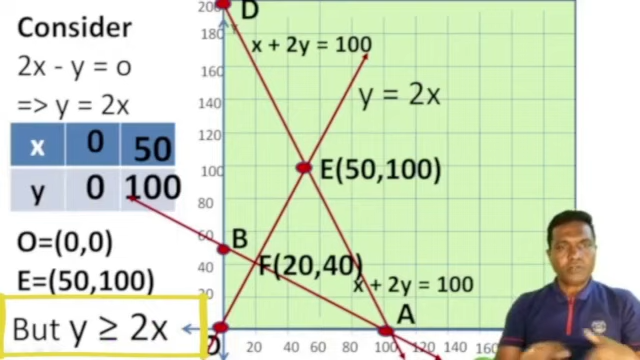 Consider
2x - y = 0
=> y = 2x
x 0 50
y 0 100
O=(0,0)
E=(50,100)
But y ≥ 2x
200
180
160
140
120
100
80
60
40
20
D
x + 2y = 100
y = 2x
E(50,100)
B
F(20,40)
x + 2y = 100
A
O
20 40 60 80 100 120 140 160